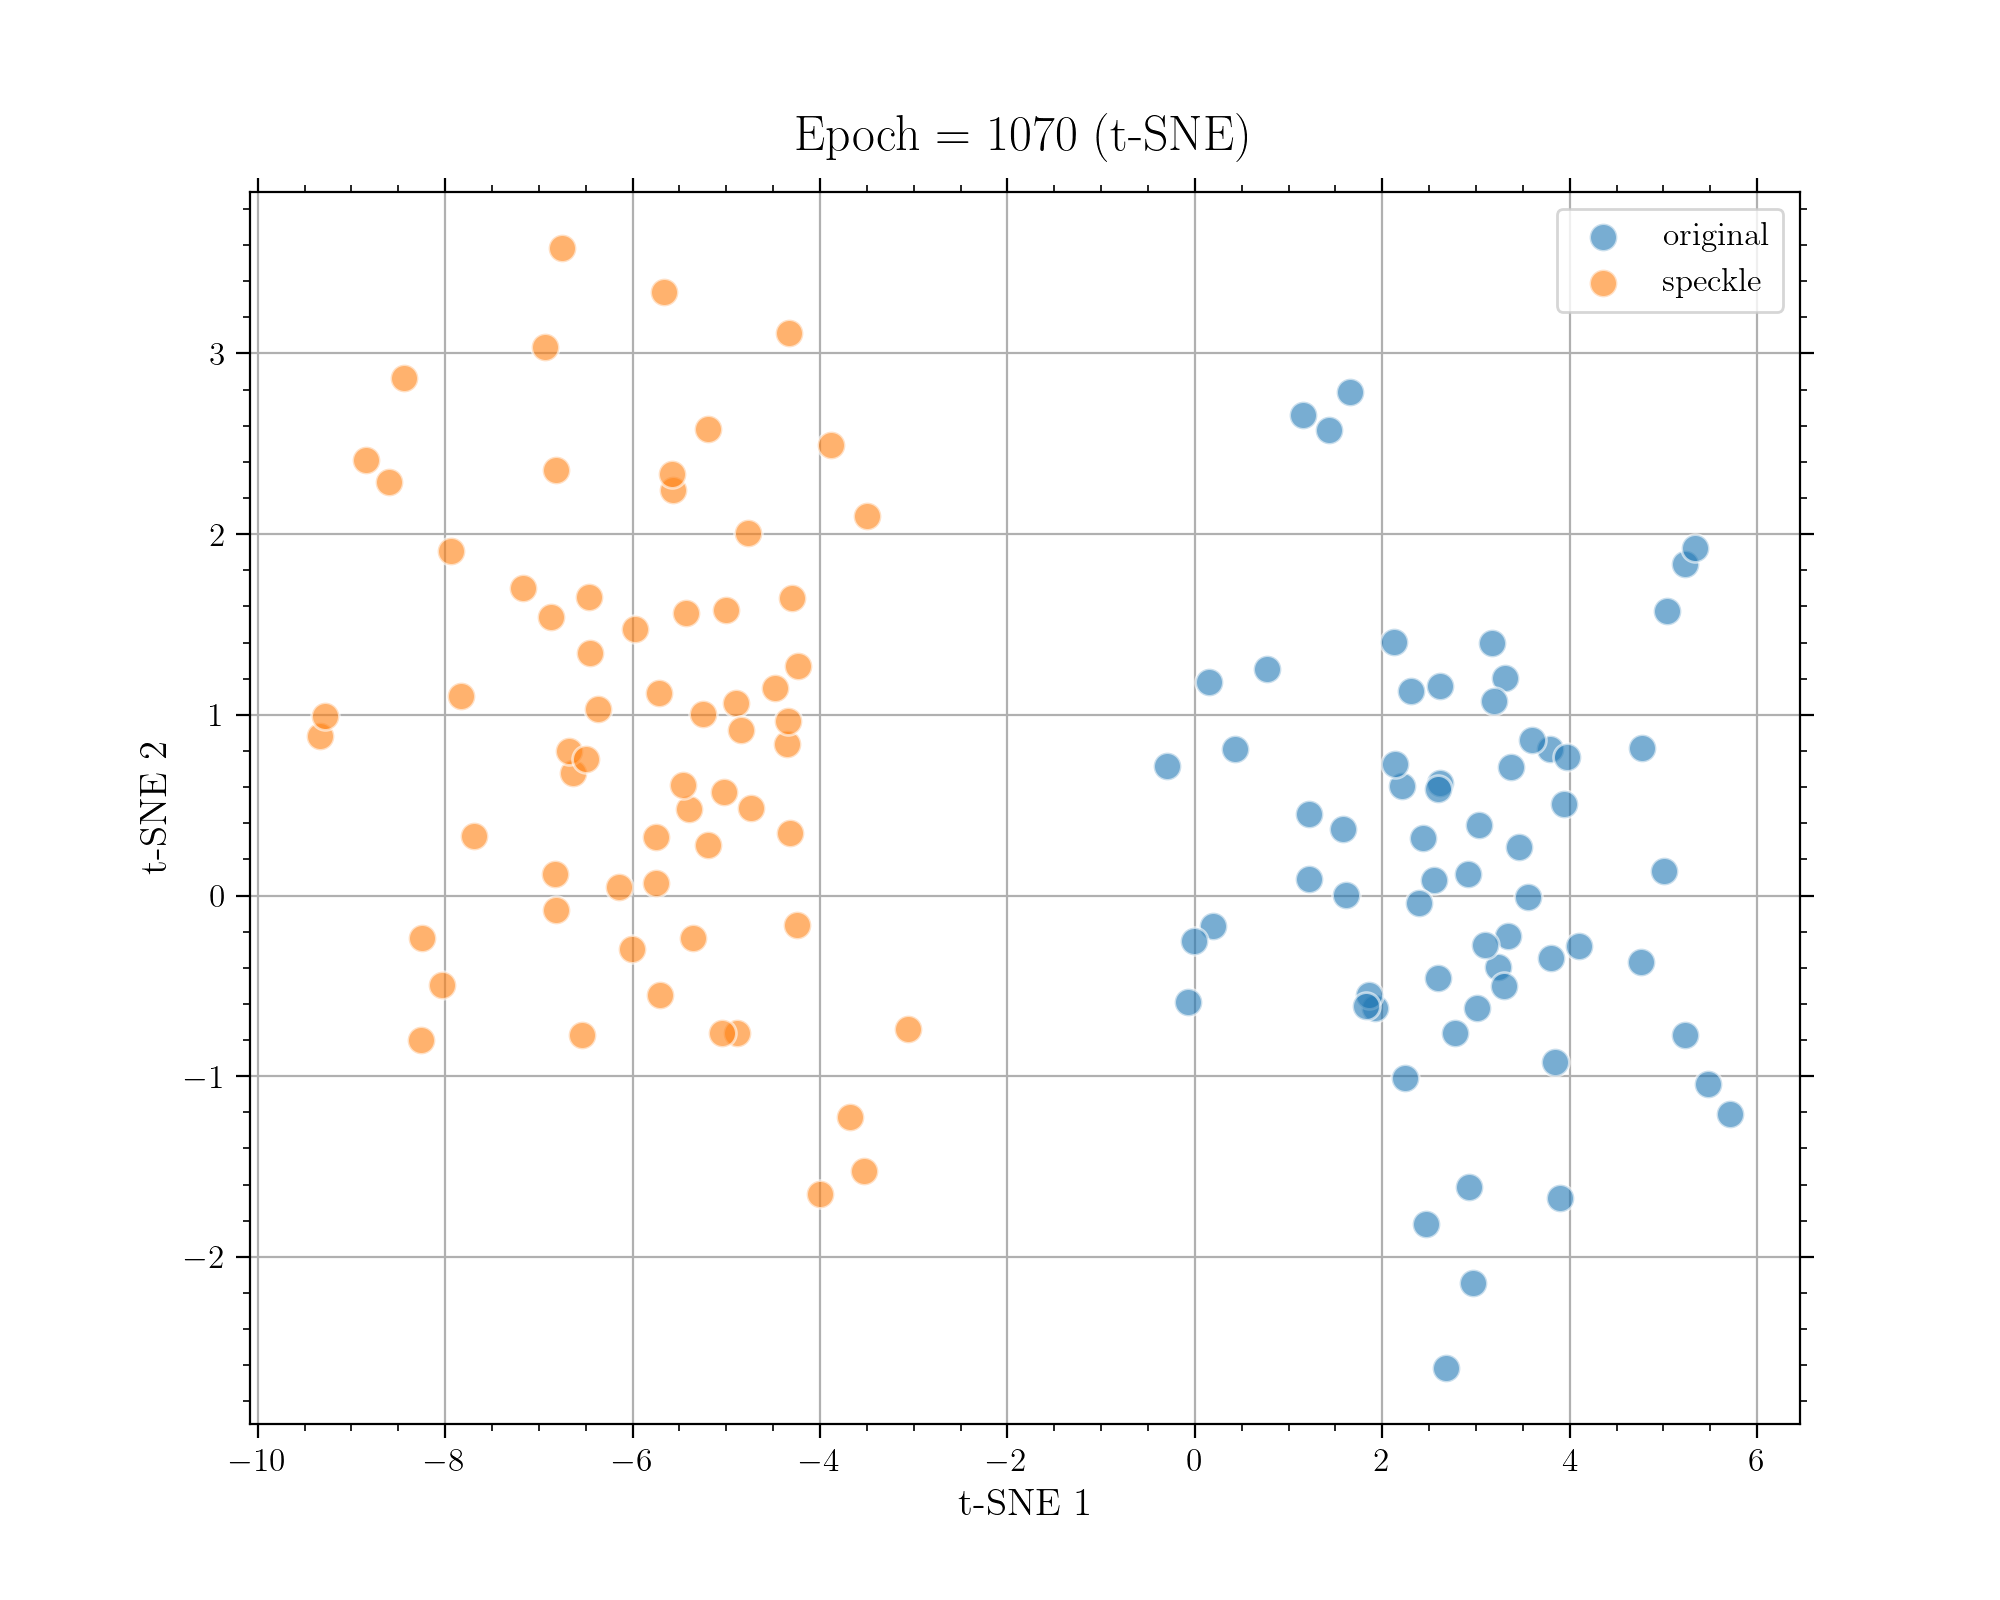 Epoch = 1070 (t-SNE)
original
speckle
3
2
1
0
−1
−2
t-SNE 2
−10 −8 −6 −4 −2 0 2 4 6
t-SNE 1